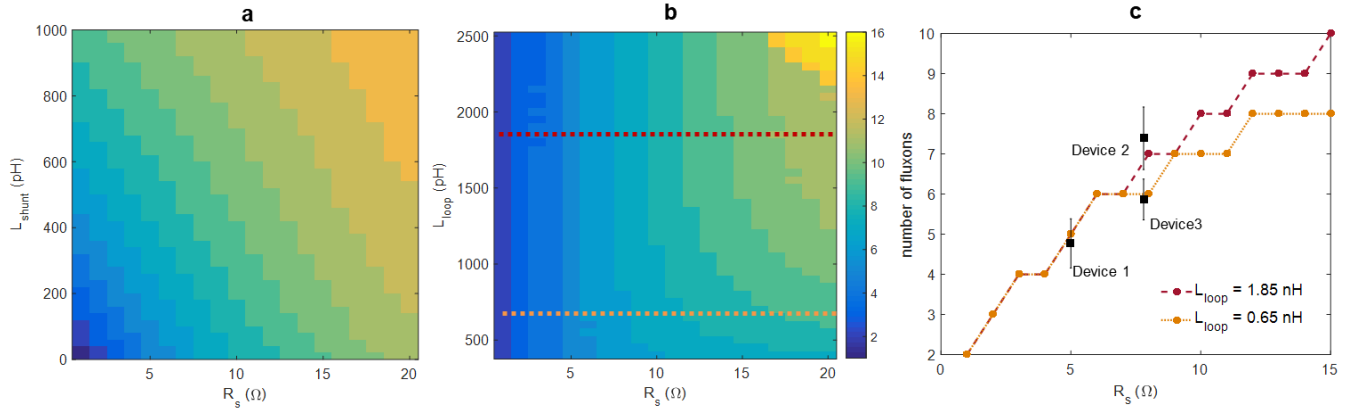 a
1000
800
600
400
200
0
L_shunt (pH)
5
10
15
20
R_s (Ω)
b
2500
2000
1500
1000
500
L_loop (pH)
5
10
15
20
R_s (Ω)
16
14
12
10
8
6
4
2
c
10
9
8
7
6
5
4
3
2
number of fluxons
Device 2
Device3
Device 1
L_loop = 1.85 nH
L_loop = 0.65 nH
0
5
10
15
R_s (Ω)